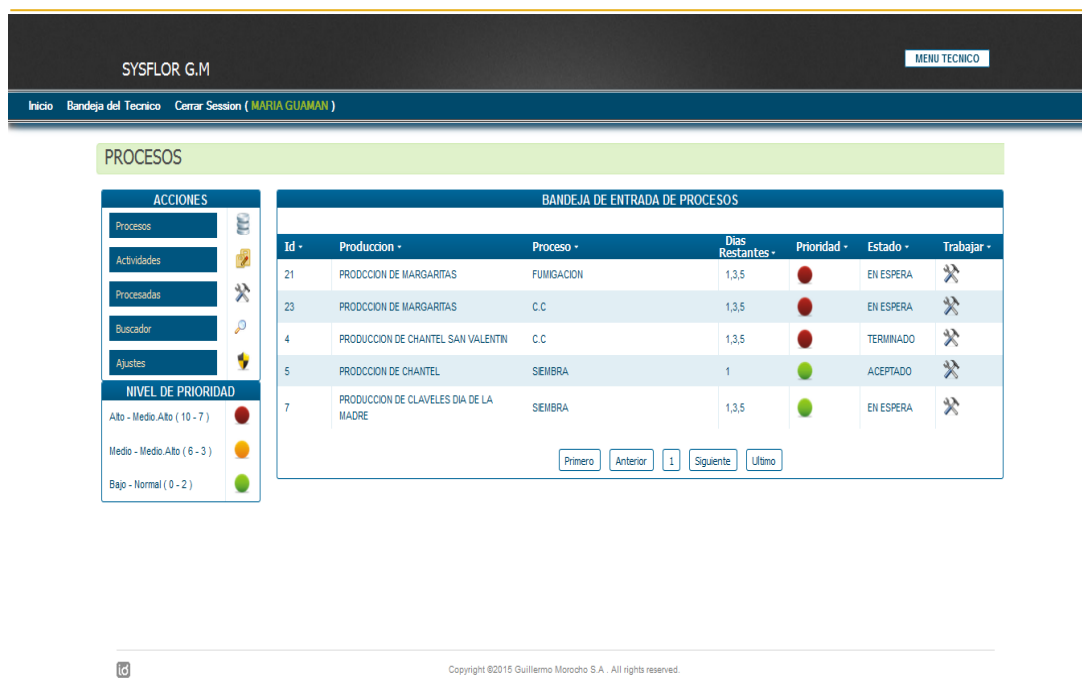 SYSFLOR G.M
MENU TECNICO
Inicio Bandeja del Tecnico Cerrar Session ( MARIA GUAMAN )
PROCESOS
ACCIONES
Procesos
Actividades
Procesadas
Buscador
Ajustes
NIVEL DE PRIORIDAD
Alto - Medio.Alto ( 10 - 7 )
Medio - Medio.Alto ( 6 - 3 )
Bajo - Normal ( 0 - 2 )
BANDEJA DE ENTRADA DE PROCESOS
Id Produccion Proceso Dias Restantes Prioridad Estado Trabajar
21 PRODCCION DE MARGARITAS FUMIGACION 1,3,5 EN ESPERA
23 PRODCCION DE MARGARITAS C.C 1,3,5 EN ESPERA
4 PRODUCCION DE CHANTEL SAN VALENTIN C.C 1,3,5 TERMINADO
5 PRODCCION DE CHANTEL SIEMBRA 1 ACEPTADO
7 PRODUCCION DE CLAVELES DIA DE LA MADRE SIEMBRA 1,3,5 EN ESPERA
Primero Anterior 1 Siguiente Ultimo
id
Copyright ©2015 Guillermo Morocho S.A . All rights reserved.